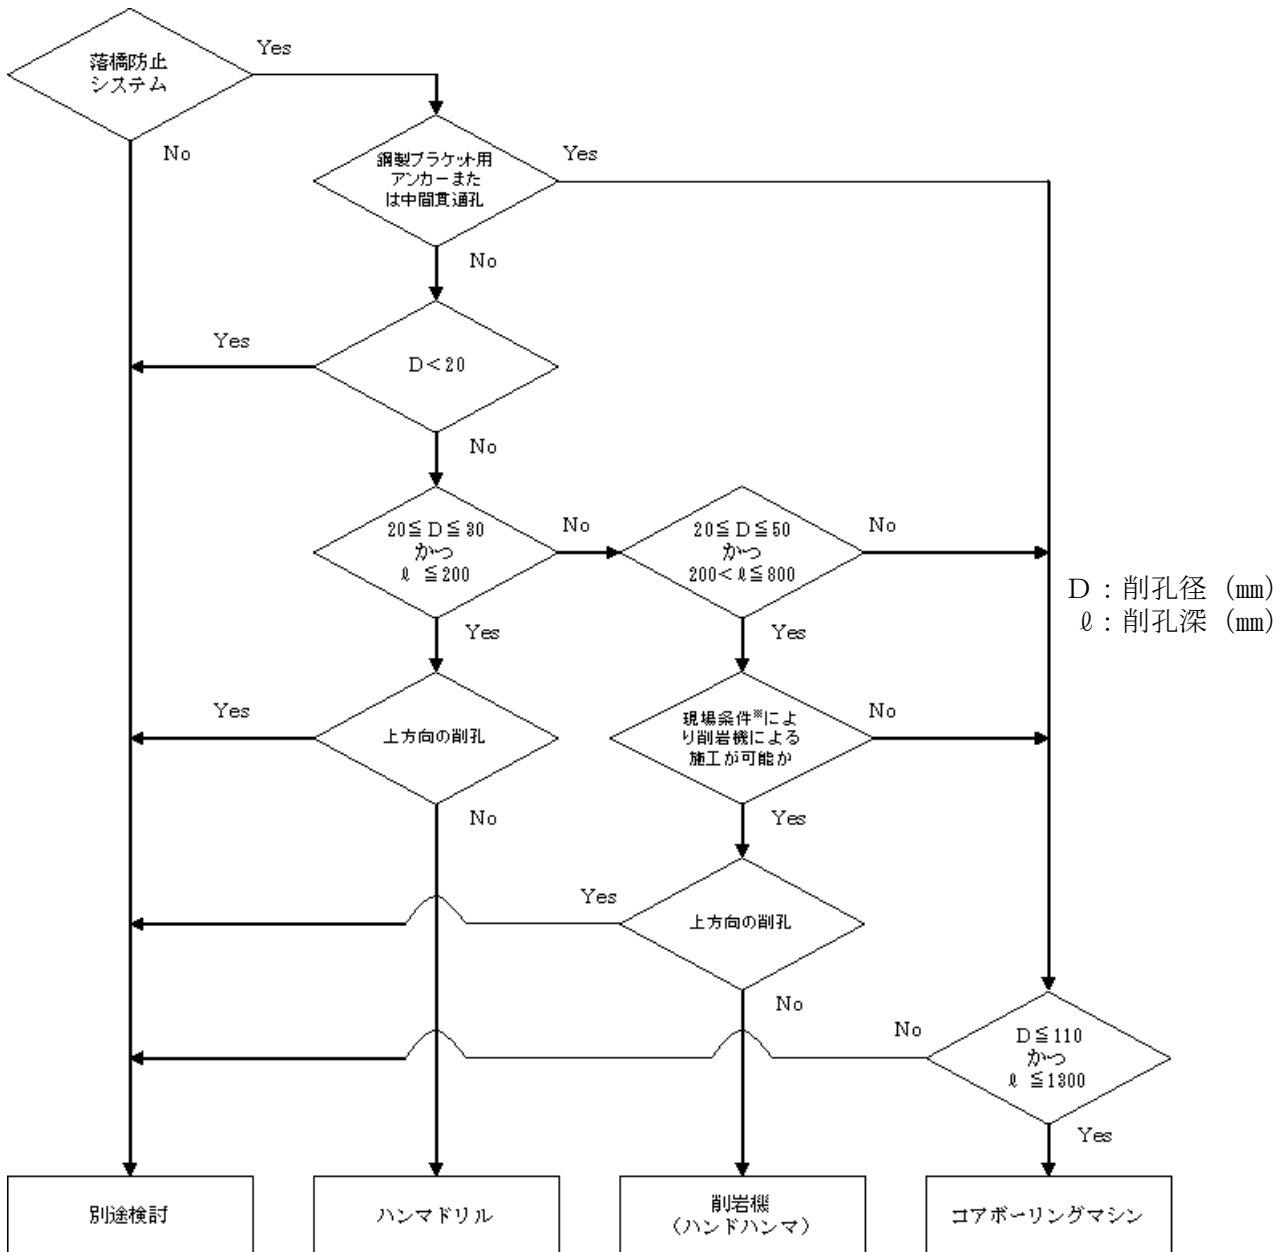 落橋防止
システム
Yes
No
鋼製ブラケット用
アンカーまた
は中間貫通孔
Yes
No
D<20
Yes
No
20≦D≦30
かつ
ℓ ≦200
No
Yes
20≦D≦50
かつ
200<ℓ≦800
No
Yes
D:削孔径 (㎜)
ℓ:削孔深 (㎜)
上方向の削孔
Yes
No
現場条件※によ
り削岩機による
施工が可能か
No
Yes
上方向の削孔
Yes
No
D≦110
かつ
ℓ ≦1300
No
Yes
別途検討
ハンマドリル
削岩機
(ハンドハンマ)
コアボーリングマシン